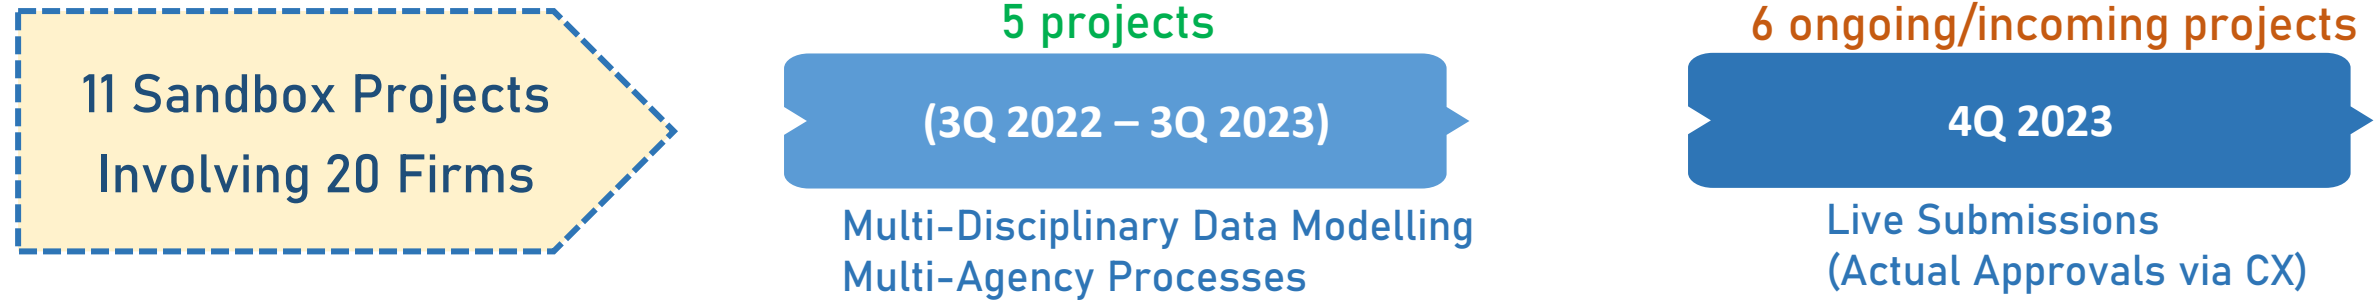 11 Sandbox Projects
Involving 20 Firms
5 projects
(3Q 2022 – 3Q 2023)
Multi-Disciplinary Data Modelling
Multi-Agency Processes
6 ongoing/incoming projects
4Q 2023
Live Submissions
(Actual Approvals via CX)